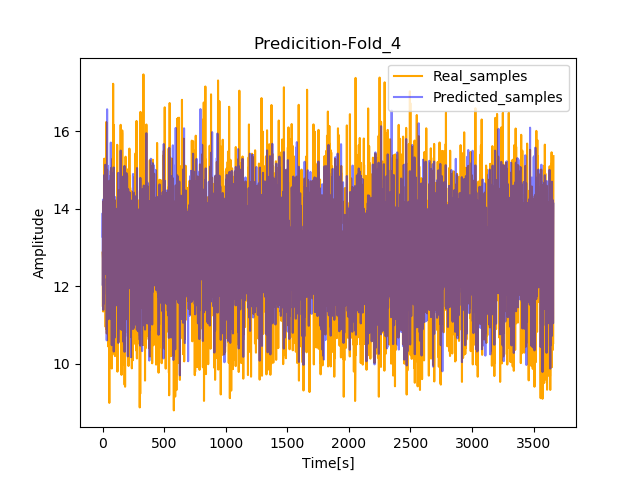 Predicition-Fold_4
Real_samples
Predicted_samples
16
14
12
10
Amplitude
0 500 1000 1500 2000 2500 3000 3500
Time[s]